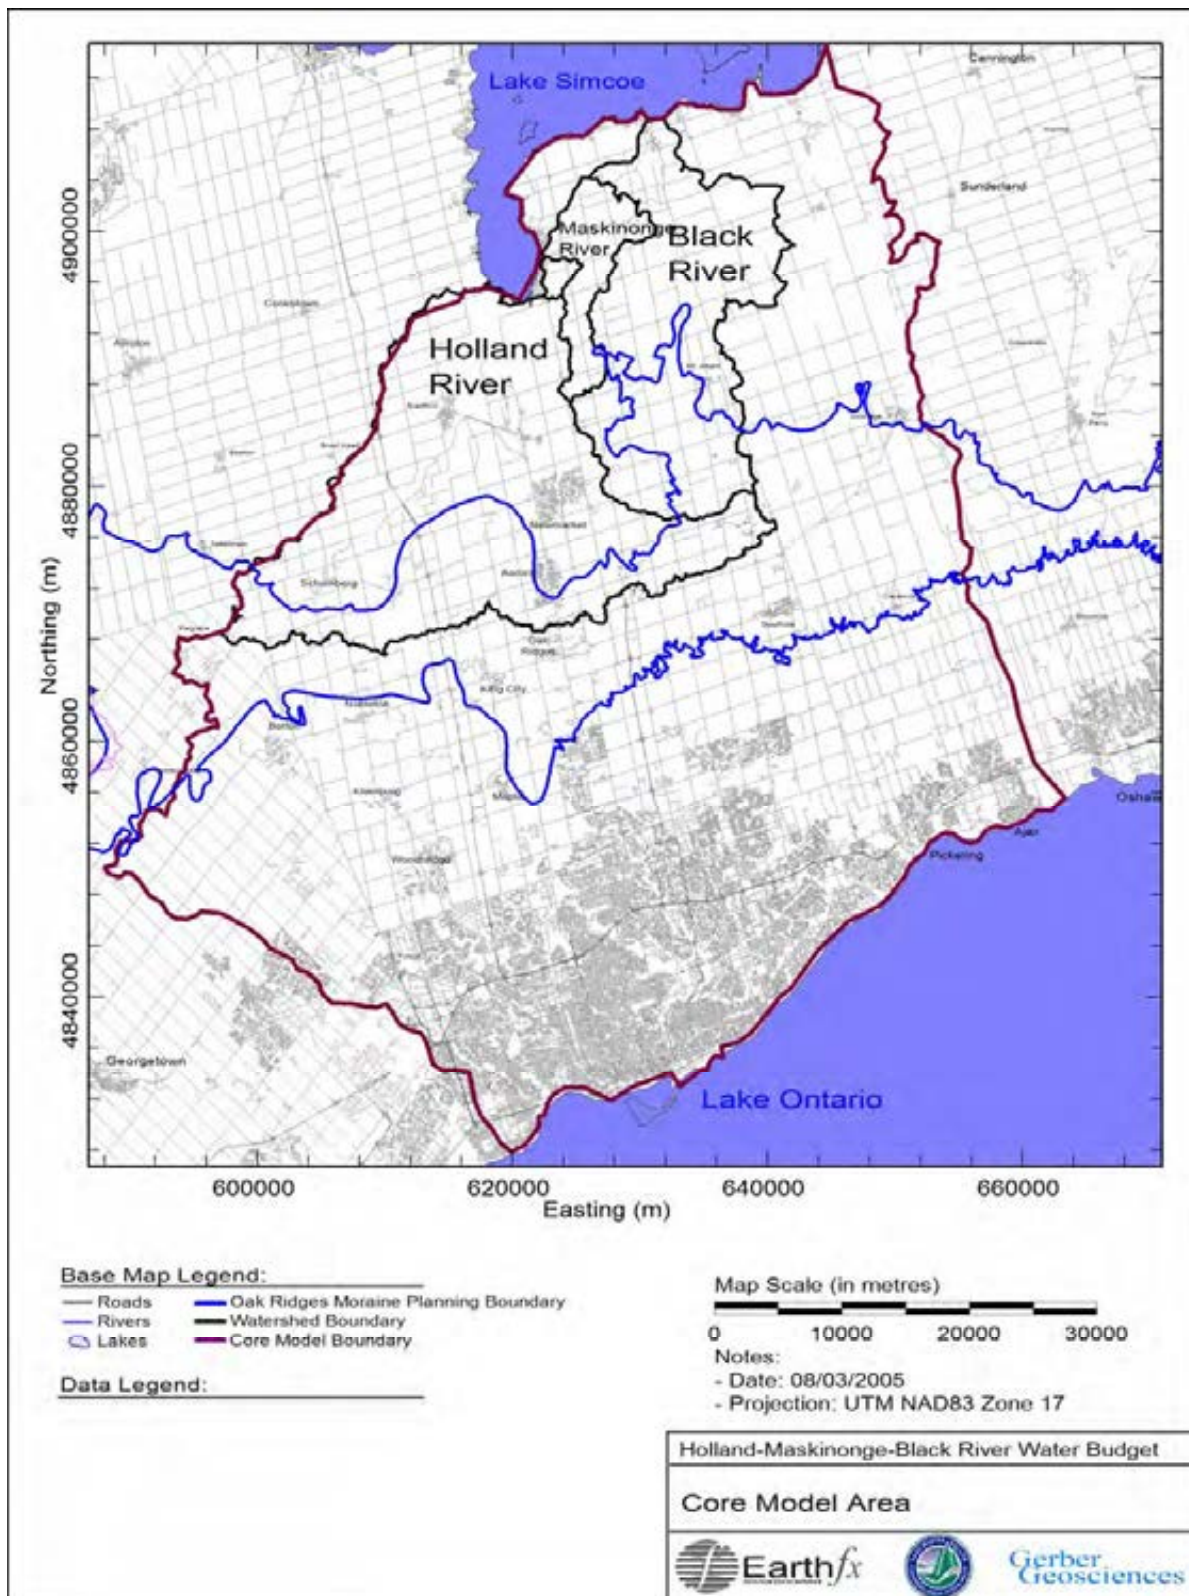 Lake Simcoe
Cannington
Sunderland
Maskinonge
River
Black
River
Holland
River
Newmarket
Schomberg
Oak
Ridges
King City
Kleinburg
Woodbridge
Georgetown
Pickering
Ajax
Lake Ontario
4900000
4880000
4860000
4840000
Northing (m)
600000
620000
640000
660000
Easting (m)
Base Map Legend:
Roads
Oak Ridges Moraine Planning Boundary
Rivers
Watershed Boundary
Lakes
Core Model Boundary
Data Legend:
Map Scale (in metres)
0
10000
20000
30000
Notes:
- Date: 08/03/2005
- Projection: UTM NAD83 Zone 17
Holland-Maskinonge-Black River Water Budget
Core Model Area
Earthfx
Gerber
Geosciences